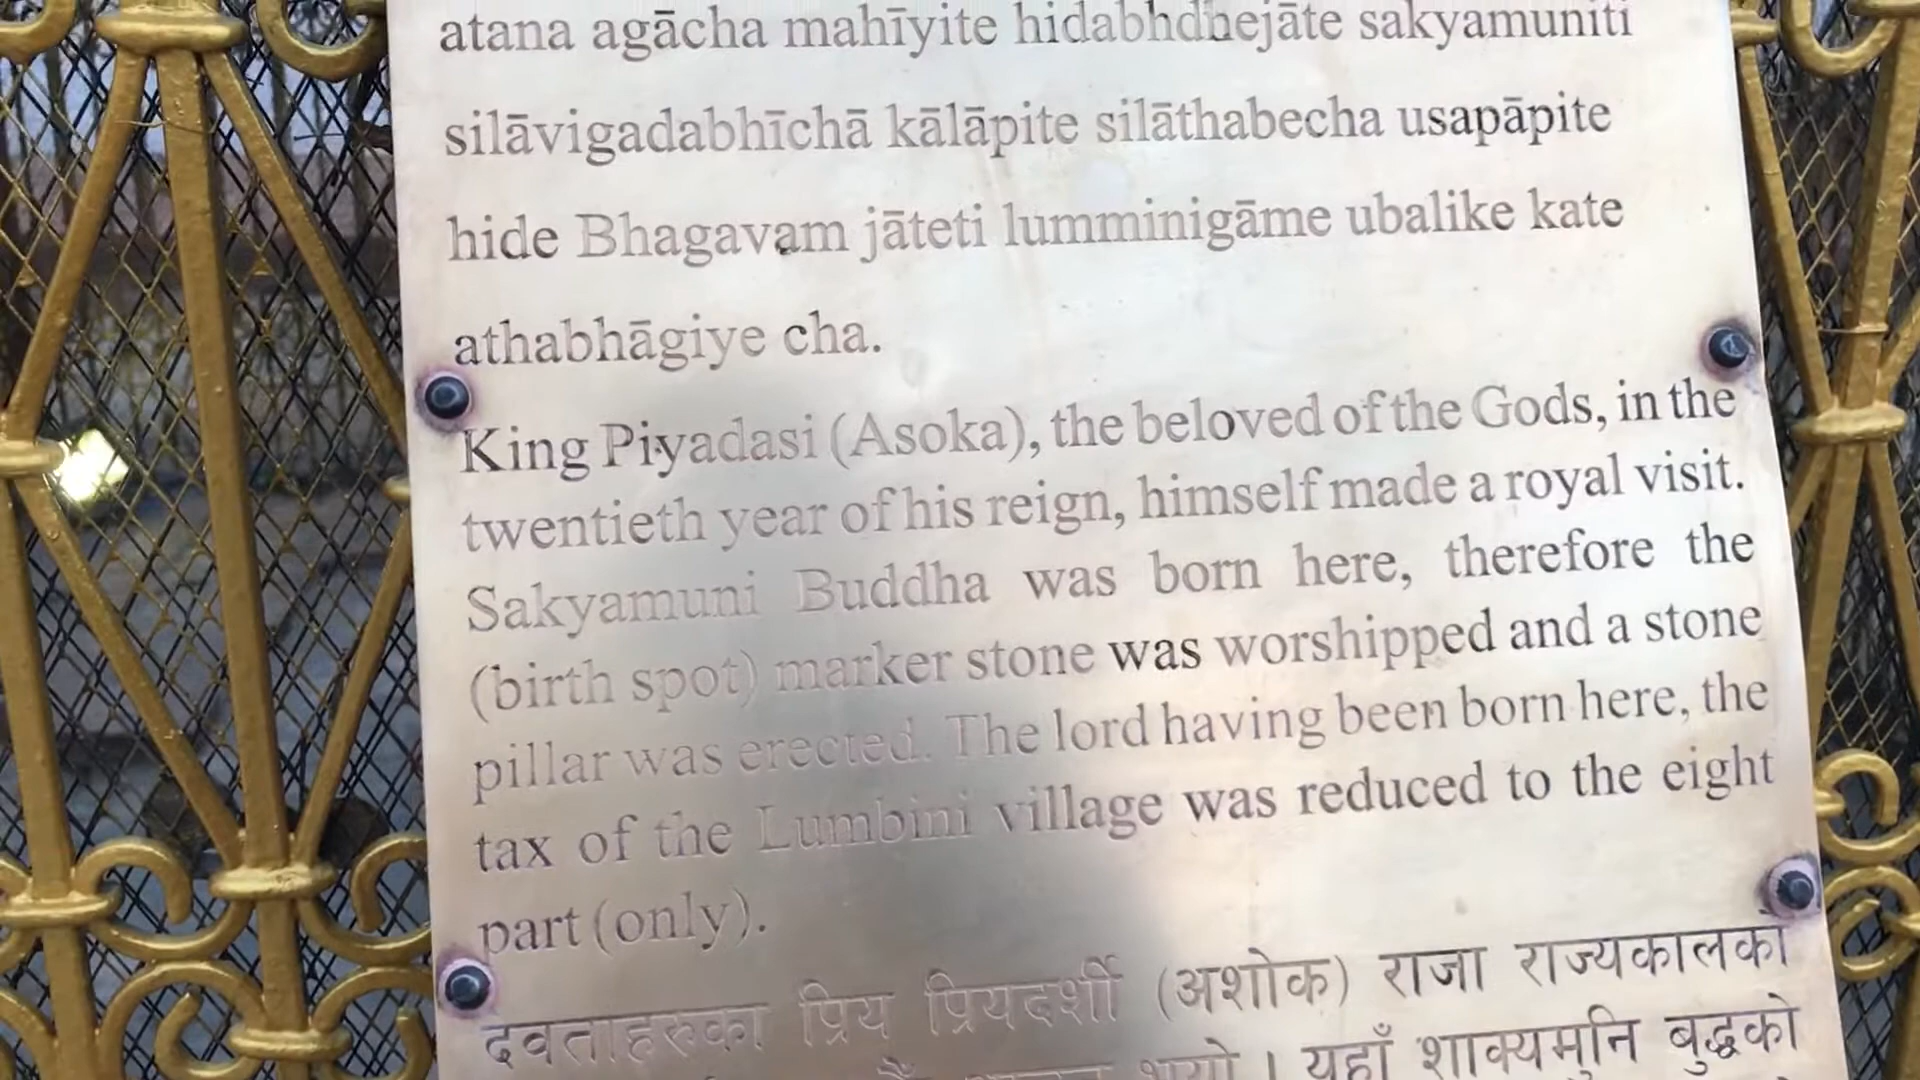 atana agācha mahīyite hidabhdhejāte sakyamuniti
silāvigadabhīchā kālāpite silāthabecha usapāpite
hide Bhagavam jāteti lumminigāme ubalike kate
athabhāgiye cha.
King Piyadasi (Asoka), the beloved of the Gods, in the
twentieth year of his reign, himself made a royal visit.
Sakyamuni Buddha was born here, therefore the
(birth spot) marker stone was worshipped and a stone
pillar was erected. The lord having been born here, the
tax of the Lumbini village was reduced to the eight
part (only).
देवताहरुका प्रिय प्रियदर्शी (अशोक) राजा राज्यकालको
। यहाँ शाक्यमुनि बुद्धको